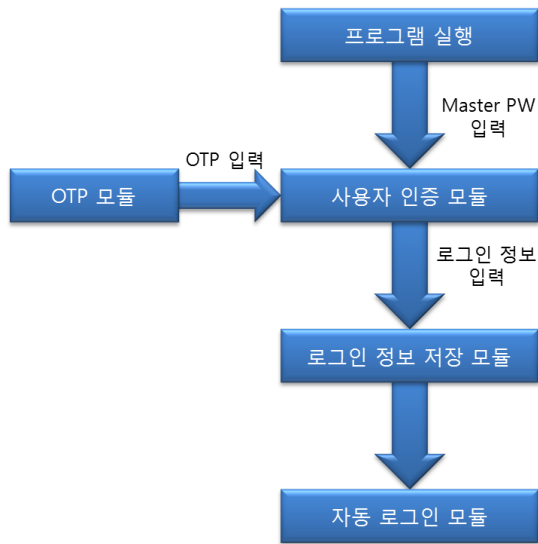 프로그램 실행
Master PW
입력
OTP 입력
OTP 모듈
사용자 인증 모듈
로그인 정보
입력
로그인 정보 저장 모듈
자동 로그인 모듈